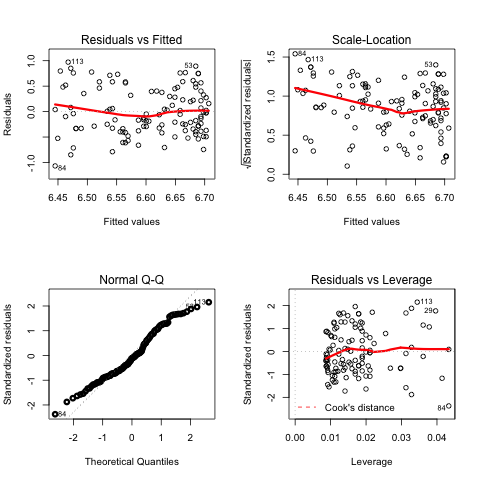 Residuals vs Fitted
Residuals
-1.0
0.0
0.5
1.0
113
53
84
6.45 6.50 6.55 6.60 6.65 6.70
Fitted values
Scale-Location
√|Standardized residuals|
0.0
0.5
1.0
1.5
84
113
53
6.45 6.50 6.55 6.60 6.65 6.70
Fitted values
Normal Q-Q
Standardized residuals
-2
-1
0
1
2
113
84
-2 -1 0 1 2
Theoretical Quantiles
Residuals vs Leverage
Standardized residuals
-2
-1
0
1
2
113
29
84
Cook's distance
0.00 0.01 0.02 0.03 0.04
Leverage